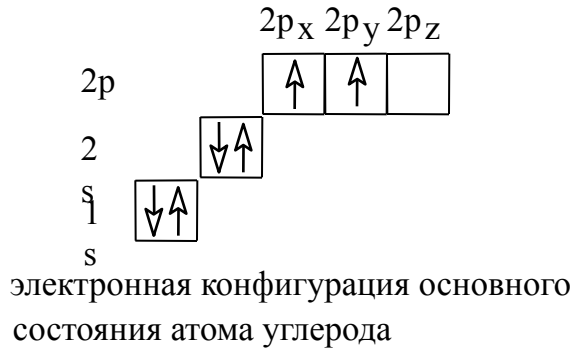 2px 2py 2pz
2p
2
s
1
s
электронная конфигурация основного
состояния атома углерода